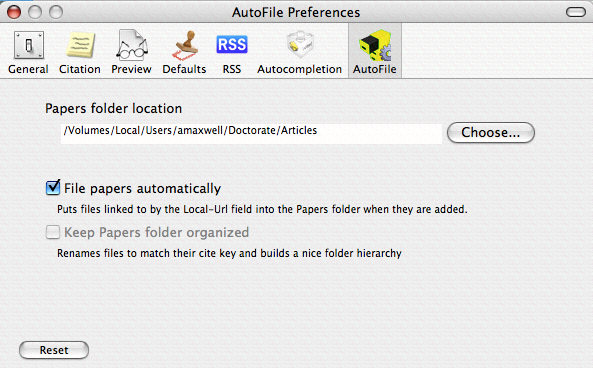 AutoFile Preferences
General Citation Preview Defaults RSS Autocompletion AutoFile
RSS
Papers folder location
/Volumes/Local/Users/amaxwell/Doctorate/Articles Choose...
File papers automatically
Puts files linked to by the Local-Url field into the Papers folder when they are added.
Keep Papers folder organized
Renames files to match their cite key and builds a nice folder hierarchy
Reset